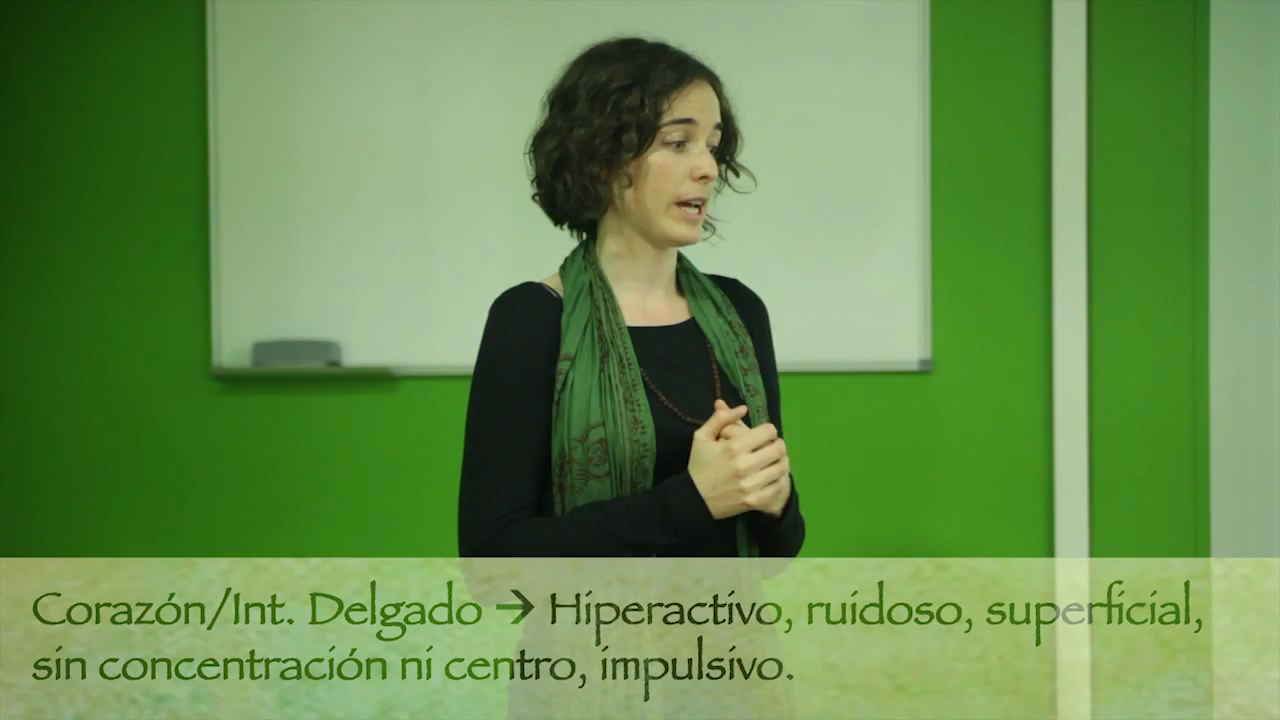 Corazón/Int. Delgado → Hiperactivo, ruidoso, superficial,
sin concentración ni centro, impulsivo.